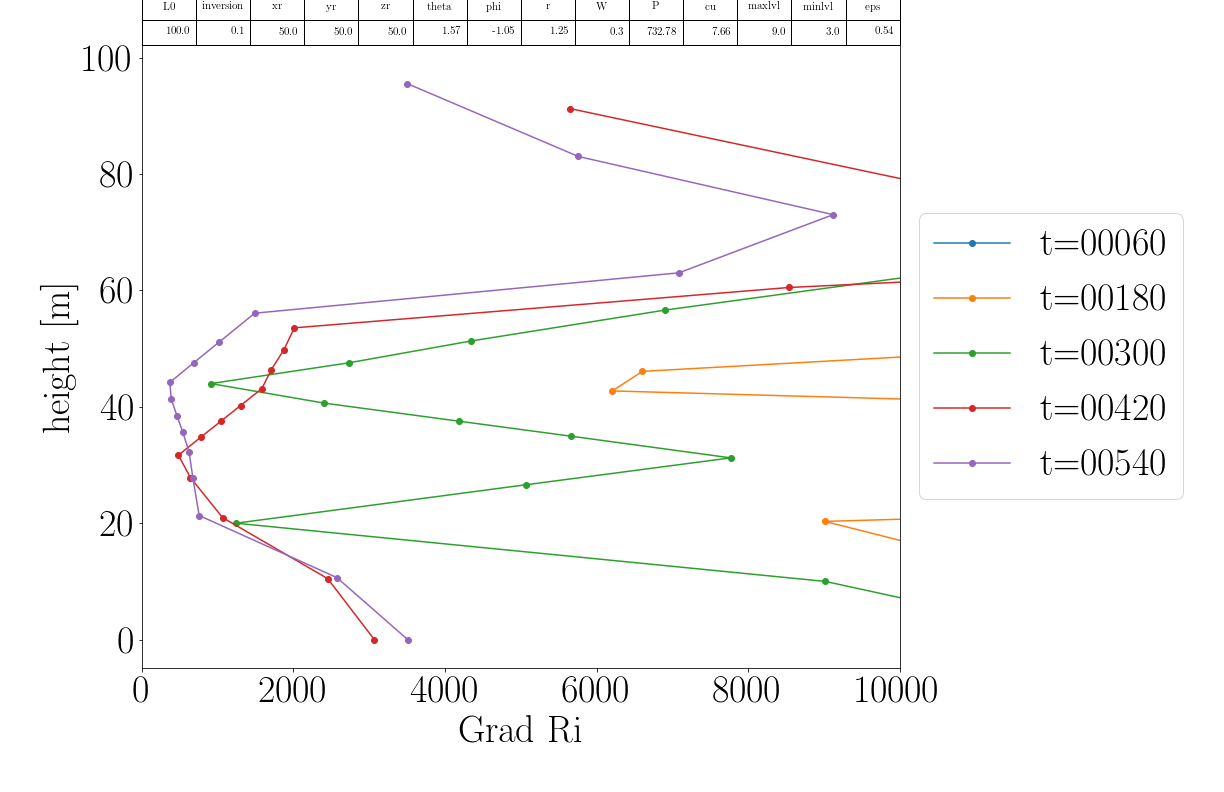 L0 inversion xr yr zr theta phi r W P cu maxlvl minlvl eps
100.0 0.1 50.0 50.0 50.0 1.57 -1.05 1.25 0.3 732.78 7.66 9.0 3.0 0.54
100
80
60
40
20
0
height [m]
0 2000 4000 6000 8000 10000
Grad Ri
t=00060
t=00180
t=00300
t=00420
t=00540